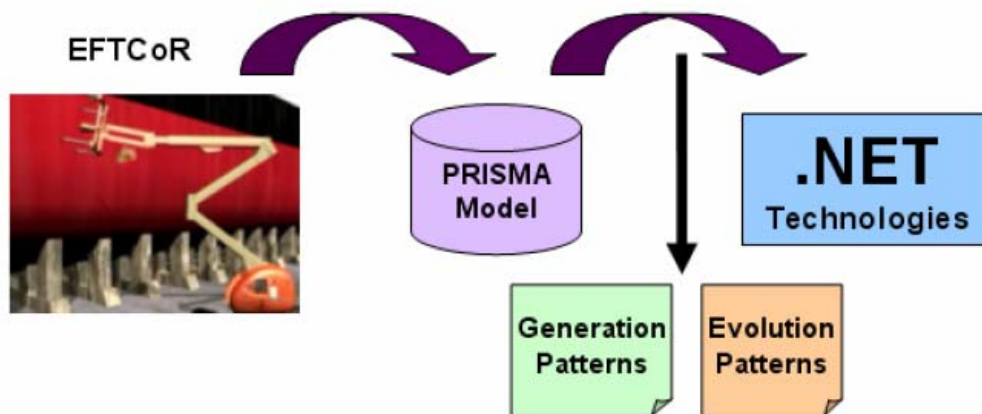 EFTCoR
PRISMA
Model
.NET
Technologies
Generation
Patterns
Evolution
Patterns